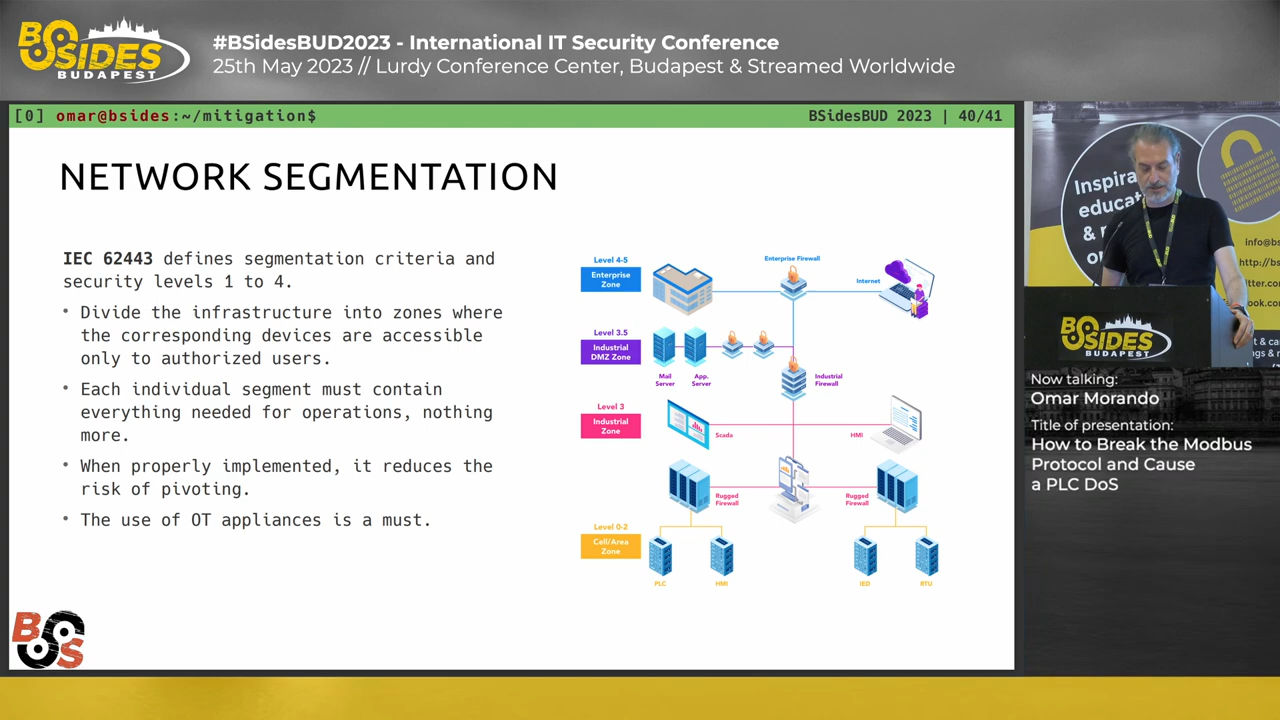 BSIDES
BUDAPEST
#BSidesBUD2023 - International IT Security Conference
25th May 2023 // Lurdy Conference Center, Budapest & Streamed Worldwide
[0] omar@bsides:~/mitigation$
BSidesBUD 2023 | 40/41
NETWORK SEGMENTATION
IEC 62443 defines segmentation criteria and
security levels 1 to 4.
• Divide the infrastructure into zones where
the corresponding devices are accessible
only to authorized users.
• Each individual segment must contain
everything needed for operations, nothing
more.
• When properly implemented, it reduces the
risk of pivoting.
• The use of OT appliances is a must.
Level 4-5
Enterprise
Zone
Enterprise Firewall
Internet
Level 3.5
Industrial
DMZ Zone
Mail
Server
App.
Server
Industrial
Firewall
Level 3
Industrial
Zone
Scada
HMI
Rugged
Firewall
Rugged
Firewall
Level 0-2
Cell/Area
Zone
PLC
HMI
IED
RTU
BSIDES
BUDAPEST
Now talking:
Omar Morando
Title of presentation:
How to Break the Modbus
Protocol and Cause
a PLC DoS